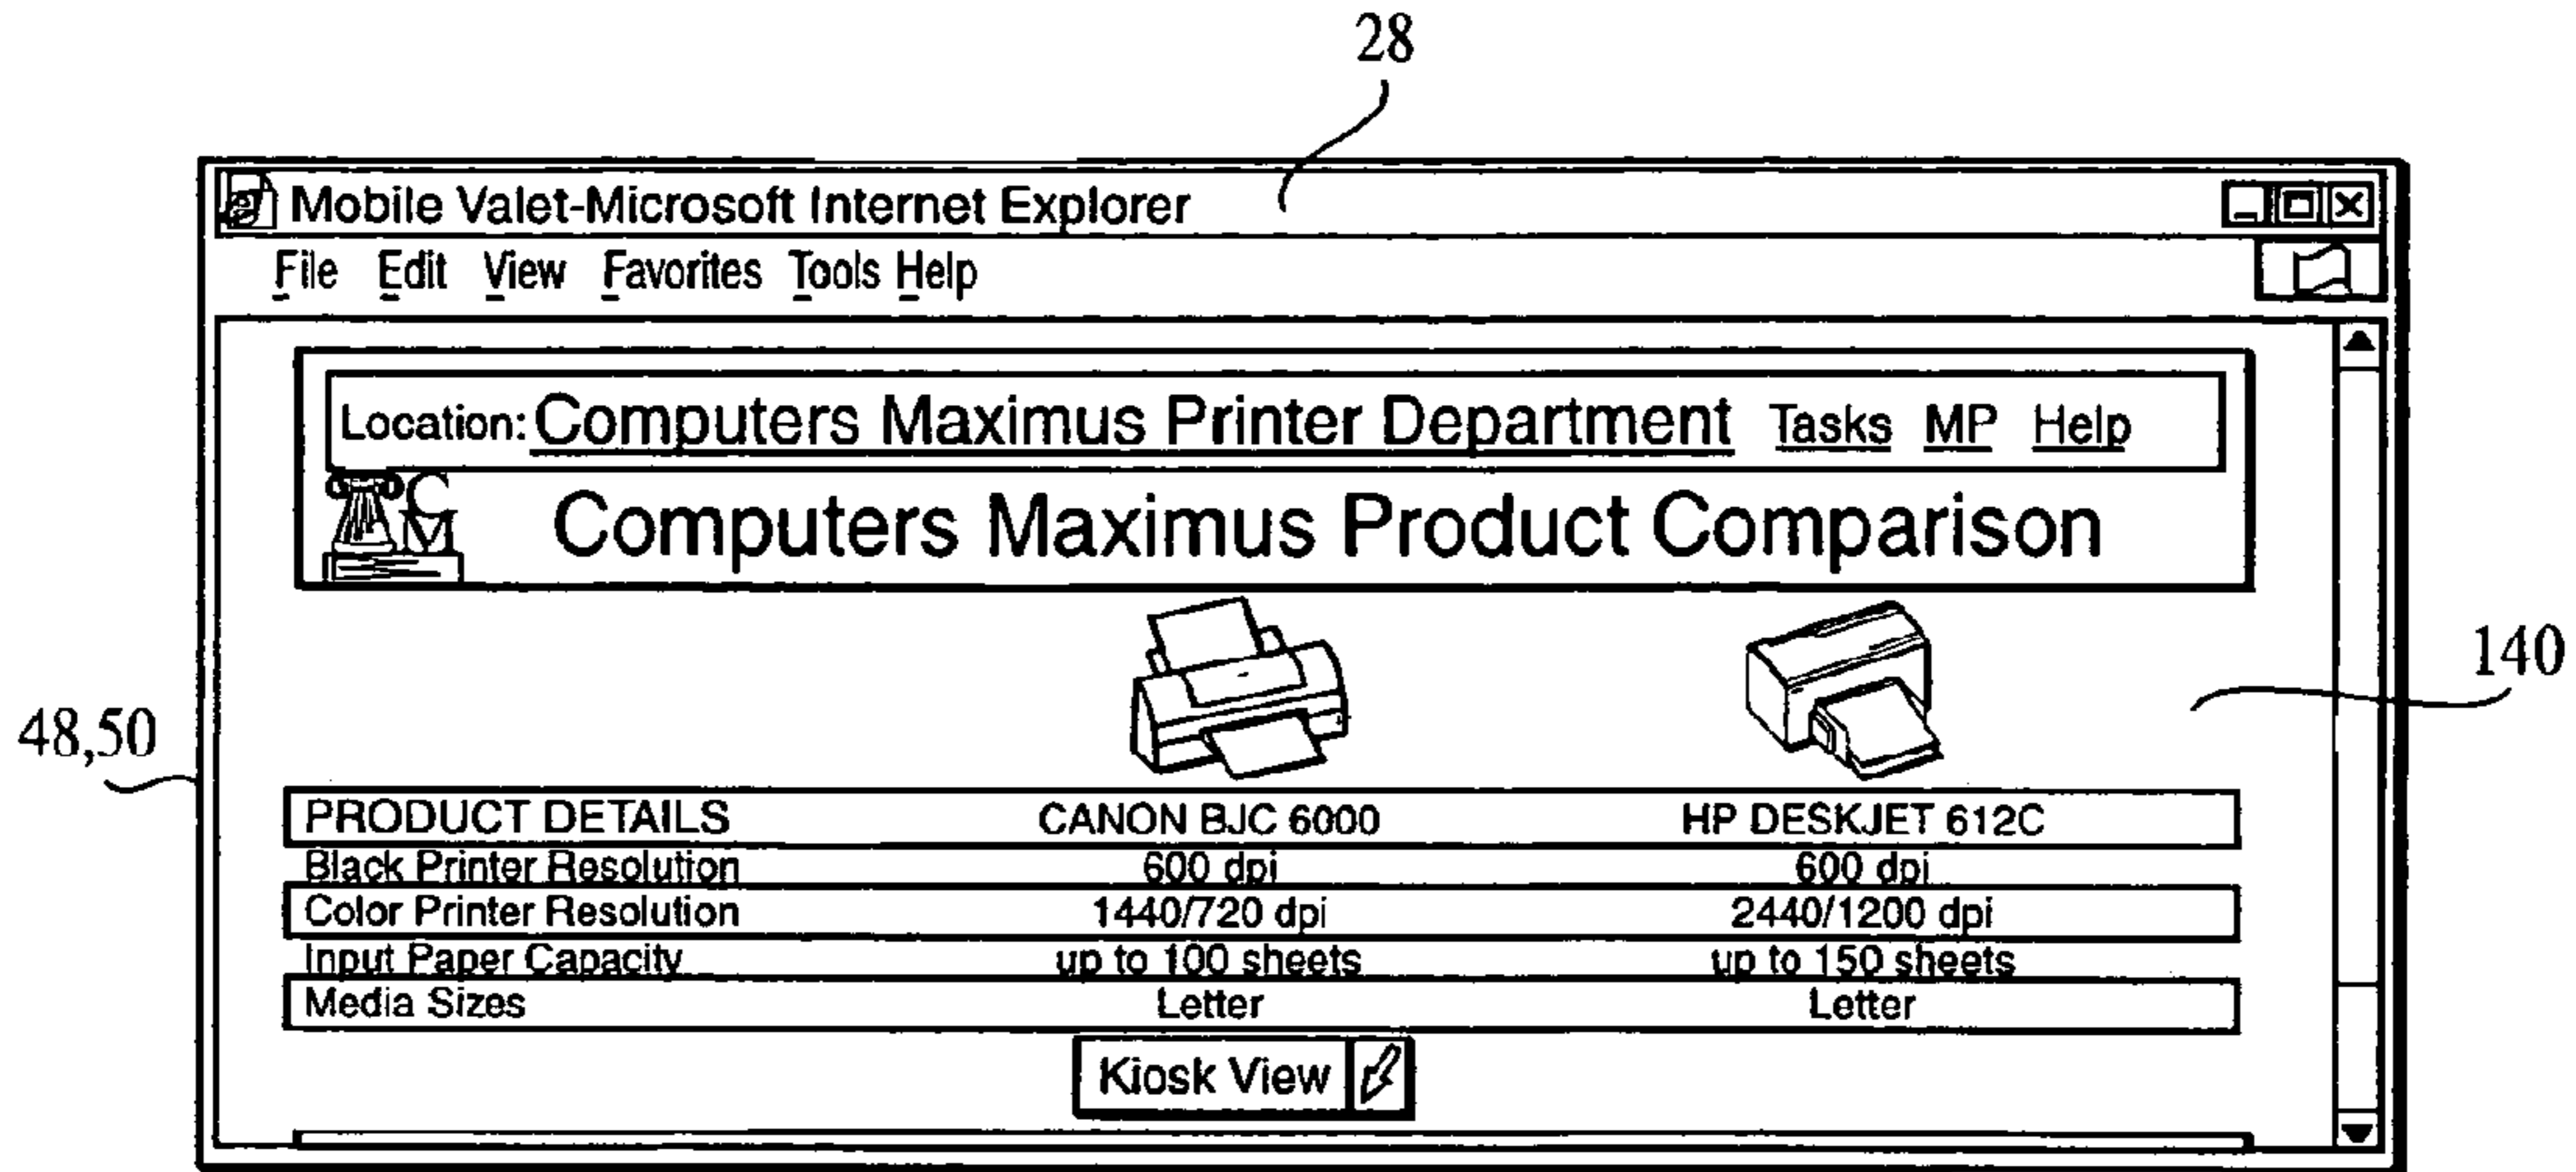 28
Mobile Valet-Microsoft Internet Explorer
File Edit View Favorites Tools Help
Location: Computers Maximus Printer Department Tasks MP Help
CM
Computers Maximus Product Comparison
140
48,50
PRODUCT DETAILS CANON BJC 6000 HP DESKJET 612C
Black Printer Resolution 600 dpi 600 dpi
Color Printer Resolution 1440/720 dpi 2440/1200 dpi
Input Paper Capacity up to 100 sheets up to 150 sheets
Media Sizes Letter Letter
Kiosk View